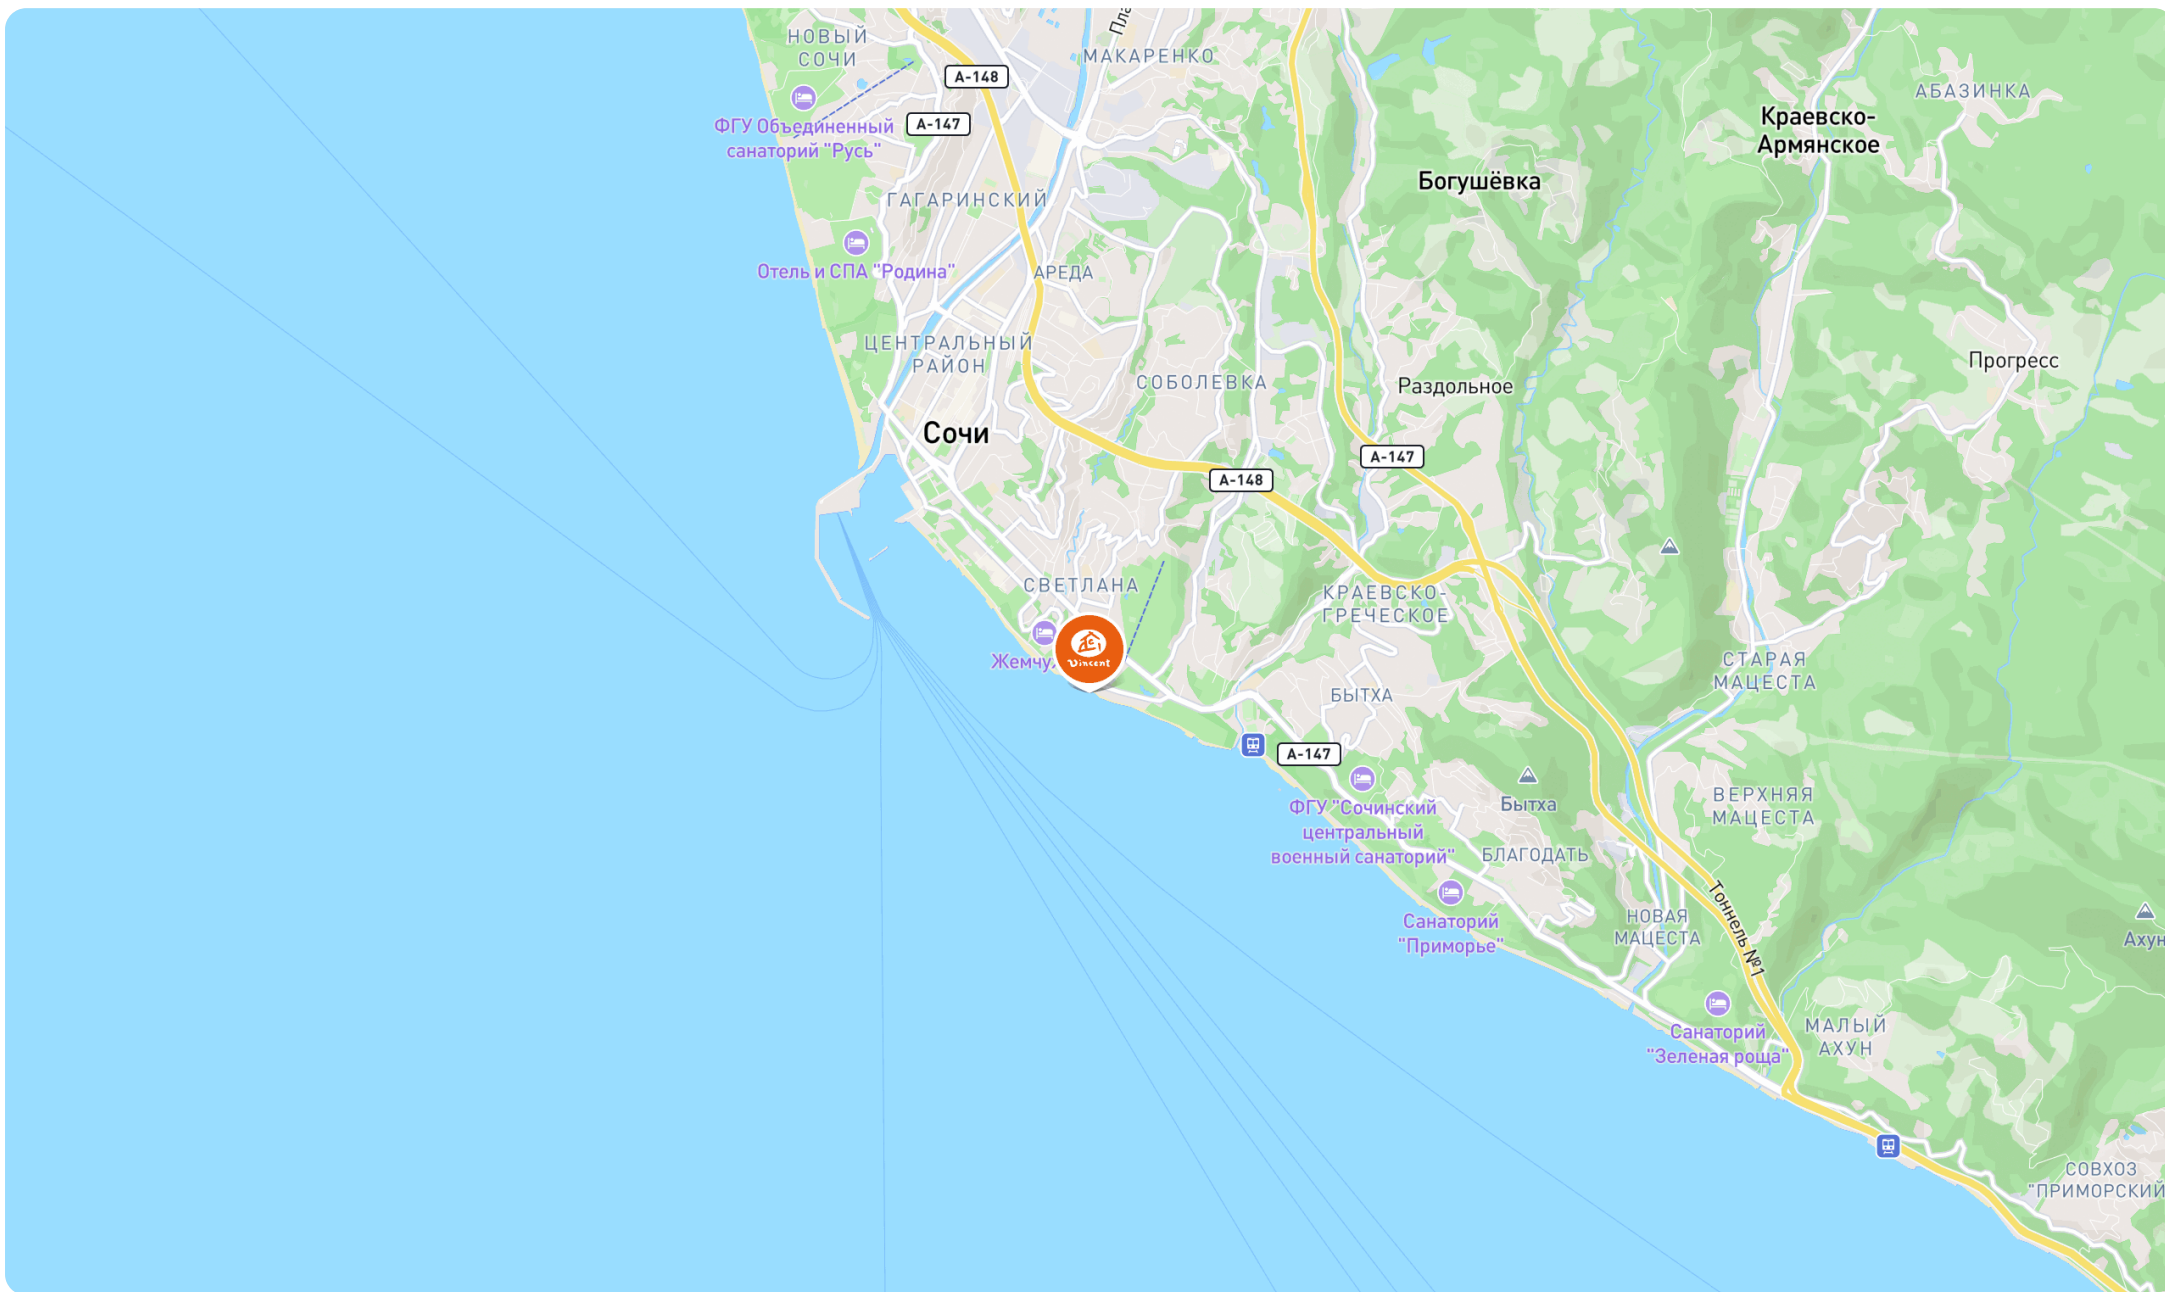 Пла
НОВЫЙ
СОЧИ
МАКАРЕНКО
А-148
А-147
ФГУ Объединенный
санаторий "Русь"
АБАЗИНКА
Краевско-
Армянское
Богушёвка
ГАГАРИНСКИЙ
Отель и СПА "Родина"
АРЕДА
ЦЕНТРАЛЬНЫЙ
РАЙОН
СОБОЛЕВКА
Раздольное
Прогресс
Сочи
А-147
А-148
СВЕТЛАНА
КРАЕВСКО-
ГРЕЧЕСКОЕ
Жемчу
Vincent
СТАРАЯ
МАЦЕСТА
БЫТХА
А-147
ФГУ "Сочинский
центральный
военный санаторий"
Бытха
ВЕРХНЯЯ
МАЦЕСТА
БЛАГОДАТЬ
Санаторий
"Приморье"
НОВАЯ
МАЦЕСТА
Тоннель №1
Ахун
Санаторий
"Зеленая роща"
МАЛЫЙ
АХУН
СОВХОЗ
"ПРИМОРСКИЙ